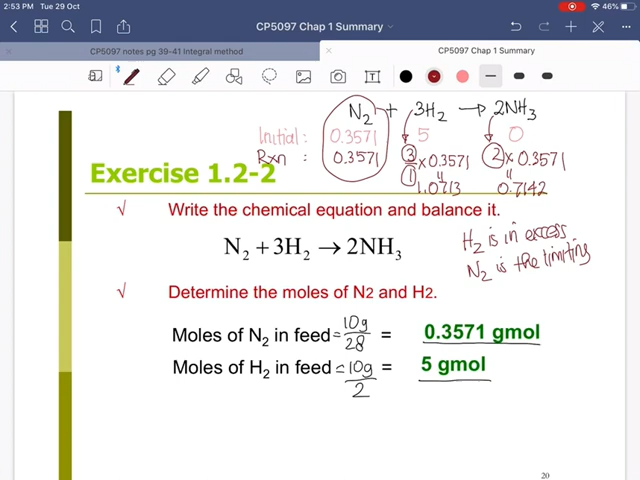 2:53 PM Tue 29 Oct 46%
CP5097 Chap 1 Summary
CP5097 notes pg 39-41 Integral method
CP5097 Chap 1 Summary
N2 + 3H2 → 2NH3
Initial: 0.3571 5 0
Rxn : 0.3571 3/1 x 0.3571 2 x 0.3571
" "
1.0713 0.7142
Exercise 1.2-2
√ Write the chemical equation and balance it.
H2 is in excess
N2 + 3H2 → 2NH3
N2 is the limiting
√ Determine the moles of N2 and H2.
Moles of N2 in feed = 10g/28 = 0.3571 gmol
Moles of H2 in feed = 10g/2 = 5 gmol
20